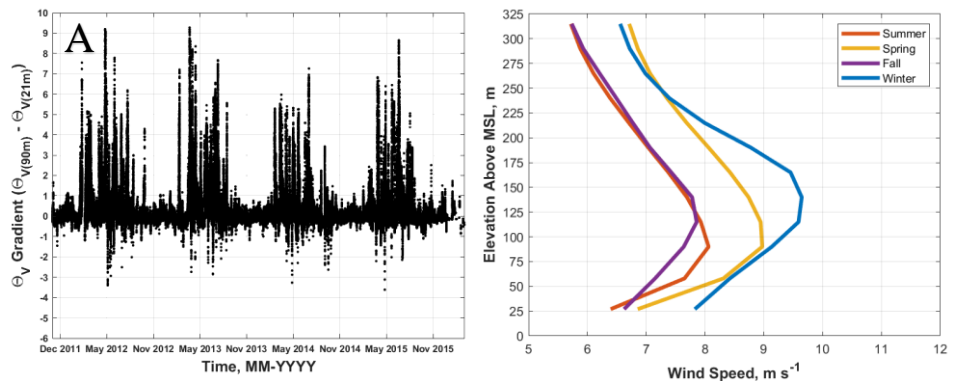 A
10
9
8
7
6
5
4
3
2
1
0
-1
-2
-3
-4
-5
-6
ΘV Gradient (ΘV(90m) - ΘV(21m))
Dec 2011 May 2012 Nov 2012 May 2013 Nov 2013 May 2014 Nov 2014 May 2015 Nov 2015
Time, MM-YYYY
325
300
275
250
225
200
175
150
125
100
75
50
25
0
Elevation Above MSL, m
Summer
Spring
Fall
Winter
5 6 7 8 9 10 11 12
Wind Speed, m s-1